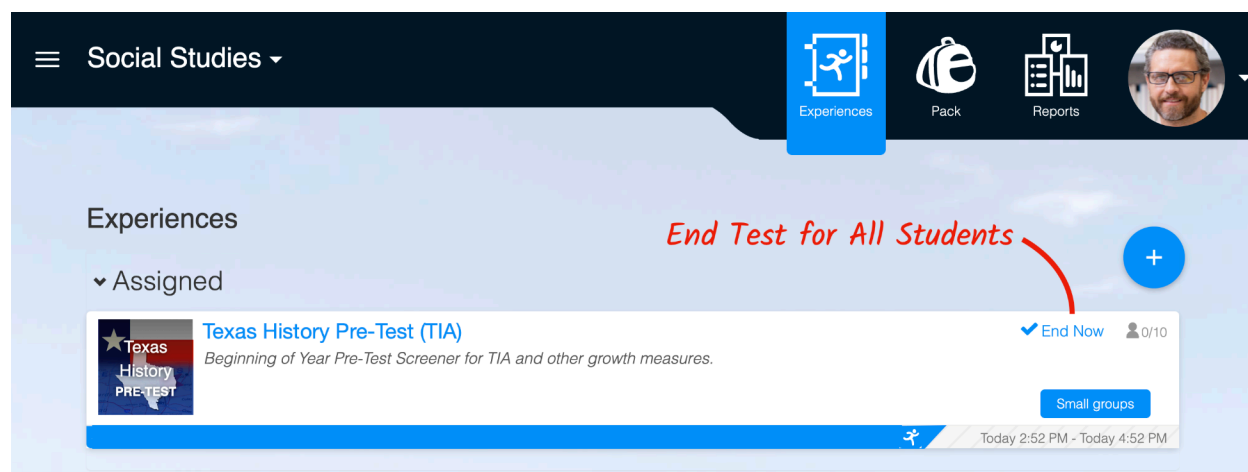 Social Studies
Experiences
Pack
Reports
Experiences
End Test for All Students
+
Assigned
Texas History Pre-Test (TIA)
End Now
0/10
Beginning of Year Pre-Test Screener for TIA and other growth measures.
Texas
History
PRE-TEST
Small groups
Today 2:52 PM - Today 4:52 PM